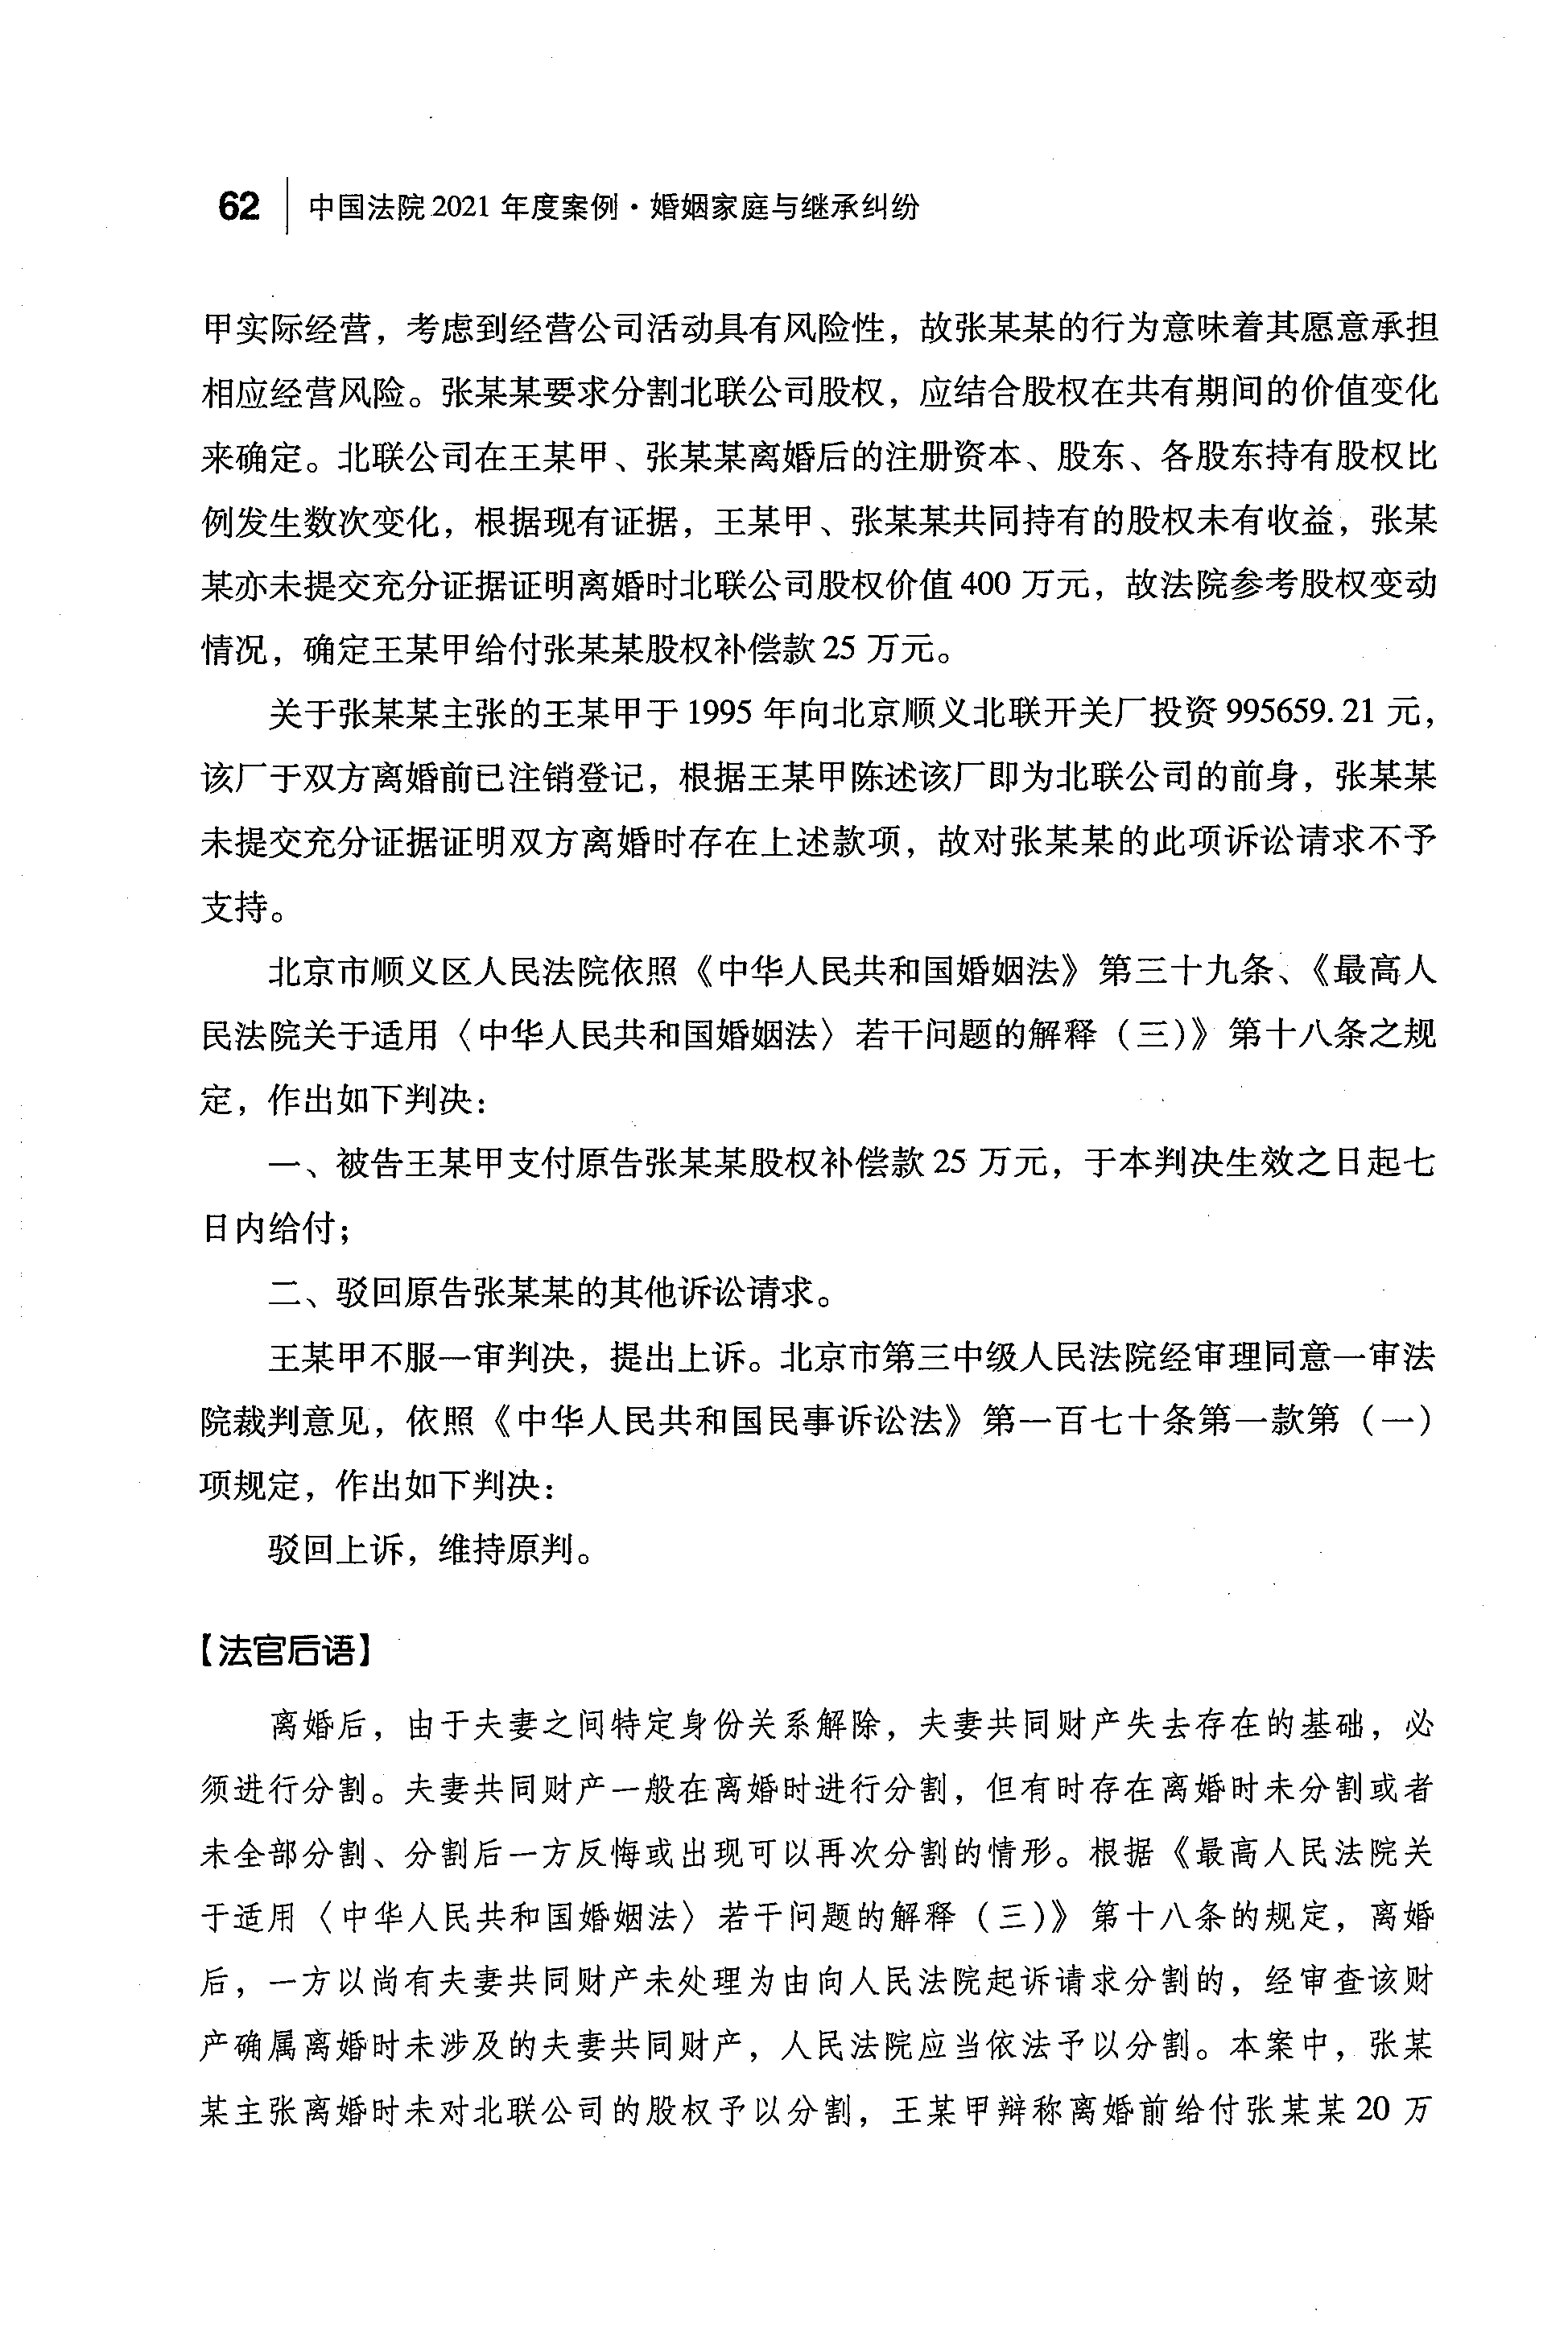 62 中国法院2021年度案例·婚姻家庭与继承纠纷
甲实际经营，考虑到经营公司活动具有风险性，故张某某的行为意味着其愿意承担
相应经营风险。张某某要求分割北联公司股权，应结合股权在共有期间的价值变化
来确定。北联公司在王某甲、张某某离婚后的注册资本、股东、各股东持有股权比
例发生数次变化，根据现有证据，王某甲、张某某共同持有的股权未有收益，张某
某亦未提交充分证据证明离婚时北联公司股权价值400万元，故法院参考股权变动
情况，确定王某甲给付张某某股权补偿款25万元。
关于张某某主张的王某甲于1995年向北京顺义北联开关厂投资995659.21元，
该厂于双方离婚前已注销登记，根据王某甲陈述该厂即为北联公司的前身，张某某
未提交充分证据证明双方离婚时存在上述款项，故对张某某的此项诉讼请求不予
支持。
北京市顺义区人民法院依照《中华人民共和国婚姻法》第三十九条、《最高人
民法院关于适用〈中华人民共和国婚姻法〉若干问题的解释（三）》第十八条之规
定，作出如下判决：
一、被告王某甲支付原告张某某股权补偿款25万元，于本判决生效之日起七
日内给付；
二、驳回原告张某某的其他诉讼请求。
王某甲不服一审判决，提出上诉。北京市第三中级人民法院经审理同意一审法
院裁判意见，依照《中华人民共和国民事诉讼法》第一百七十条第一款第（一）
项规定，作出如下判决：
驳回上诉，维持原判。
【法官后语】
离婚后，由于夫妻之间特定身份关系解除，夫妻共同财产失去存在的基础，必
须进行分割。夫妻共同财产一般在离婚时进行分割，但有时存在离婚时未分割或者
未全部分割、分割后一方反悔或出现可以再次分割的情形。根据《最高人民法院关
于适用〈中华人民共和国婚姻法〉若干问题的解释（三）》第十八条的规定，离婚
后，一方以尚有夫妻共同财产未处理为由向人民法院起诉请求分割的，经审查该财
产确属离婚时未涉及的夫妻共同财产，人民法院应当依法予以分割。本案中，张某
某主张离婚时未对北联公司的股权予以分割，王某甲辩称离婚前给付张某某20万